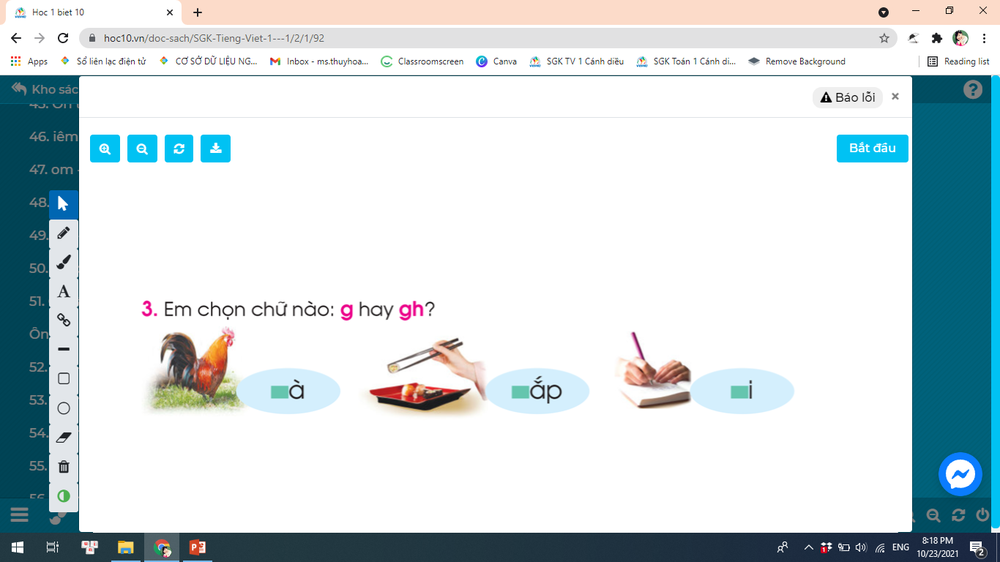 Hoc 1 biet 10
hoc10.vn/doc-sach/SGK-Tieng-Viet-1---1/2/1/92
Apps
Sổ liên lạc điện tử
CƠ SỞ DỮ LIỆU NG...
Inbox - ms.thuyhoa...
Classroomscreen
Canva
SGK TV 1 Cánh diều
SGK Toán 1 Cánh di...
Remove Background
Reading list
Kho sác
Báo lỗi
46. iêm
47. om -
48.
49.
50.
51.
Ôn
52.
53.
54.
55.
56.
A
Bắt đầu
3. Em chọn chữ nào: g hay gh?
à
ắp
i
ENG
8:18 PM
10/23/2021
1
2